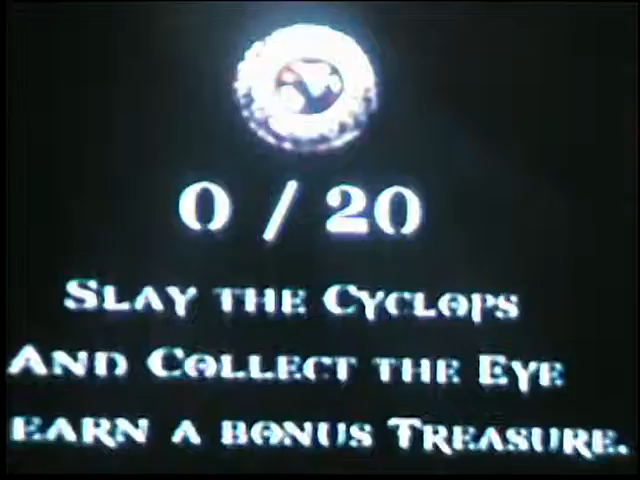 0 / 20
Slay the Cyclops
and Collect the Eye
earn a bonus Treasure.